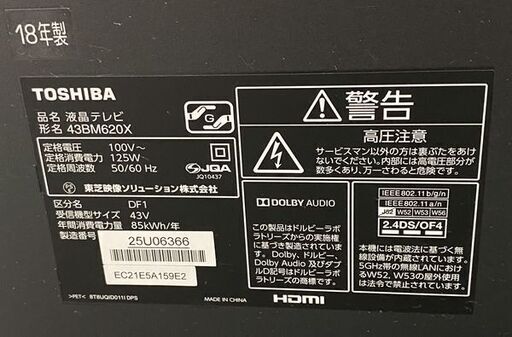 18年製
TOSHIBA
品名 液晶テレビ
形名 43BM620X
定格電圧 100V~
定格消費電力 125W
定格周波数 50/60 Hz
JQA
JQ10437
東芝映像ソリューション株式会社
区分名 DF1
受信機型サイズ 43V
年間消費電力量 85kWh/年
製造番号 25U06366
EC21E5A159E2
>PET< BT8UQID0111DPS
MADE IN CHINA
G
警告
高圧注意
サービスマン以外の方は裏ぶたをあけ
ないでください。内部には高電圧部分が
数多くあり、万一さわると危険です。
DOLBY AUDIO
この製品はドルビーラボ
ラトリーズからの実施権
に基づき製造されていま
す。Dolby、ドルビー、
Dolby Audio 及びダブ
ルD記号はドルビーラボ
ラトリーズの商標です。
HDMI
IEEE802.11b/g/n
IEEE802.11a/n
J52 W52 W53 W56
2.4DS/OF4
本機には電波法に基づく無
線設備が内蔵されています。
5GHz帯の無線LANにおけ
るW52、W53の屋外使用
は法令で禁止されています。